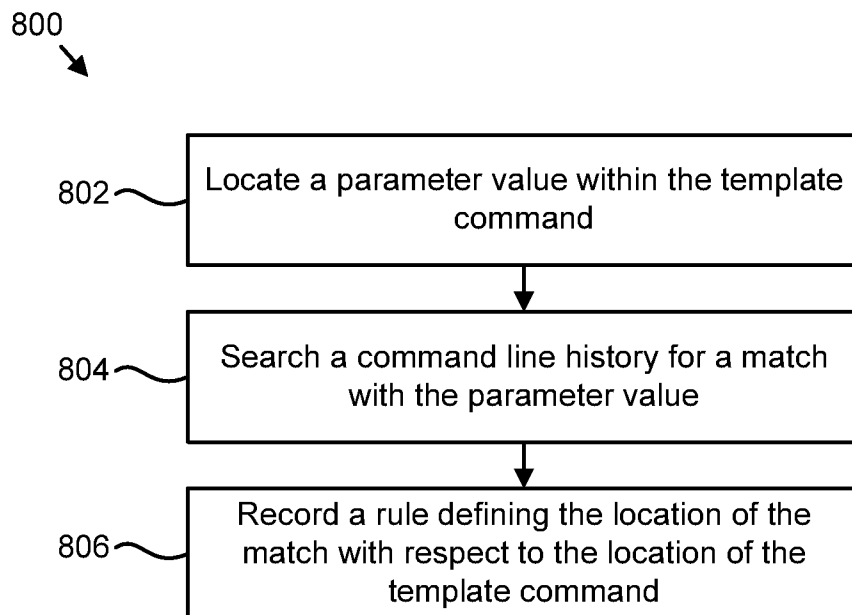 800
802
Locate a parameter value within the template
command
804
Search a command line history for a match
with the parameter value
806
Record a rule defining the location of the
match with respect to the location of the
template command